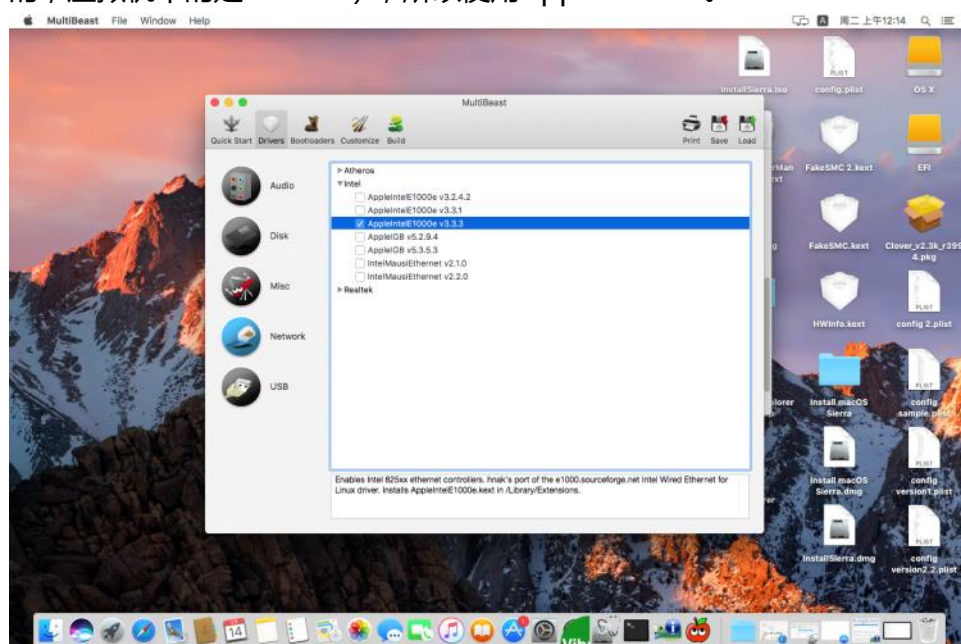 MultiBeast File Window Help
周二上午12:14
InstallSierra.iso
config.plist
OS X
MultiBeast
Quick Start Drivers Bootloaders Customize Build
Print Save Load
FakeSMC 2.kext
EFI
FakeSMC.kext
Clover_v2.3k_r399
4.pkg
HWInfo.kext
config 2.plist
Install macOS
Sierra
config
sample.plist
Install macOS
Sierra.dmg
config
version1.plist
InstallSierra.dmg
config
version2.2.plist
Audio
Disk
Misc
Network
USB
Atheros
Intel
AppleIntelE1000e v3.2.4.2
AppleIntelE1000e v3.3.1
AppleIntelE1000e v3.3.3
AppleIGB v5.2.9.4
AppleIGB v5.3.5.3
IntelMausiEthernet v2.1.0
IntelMausiEthernet v2.2.0
Realtek
Enables Intel 825xx ethernet controllers. hnak's port of the e1000.sourceforge.net Intel Wired Ethernet for
Linux driver. Installs AppleIntelE1000e.kext in /Library/Extensions.
14